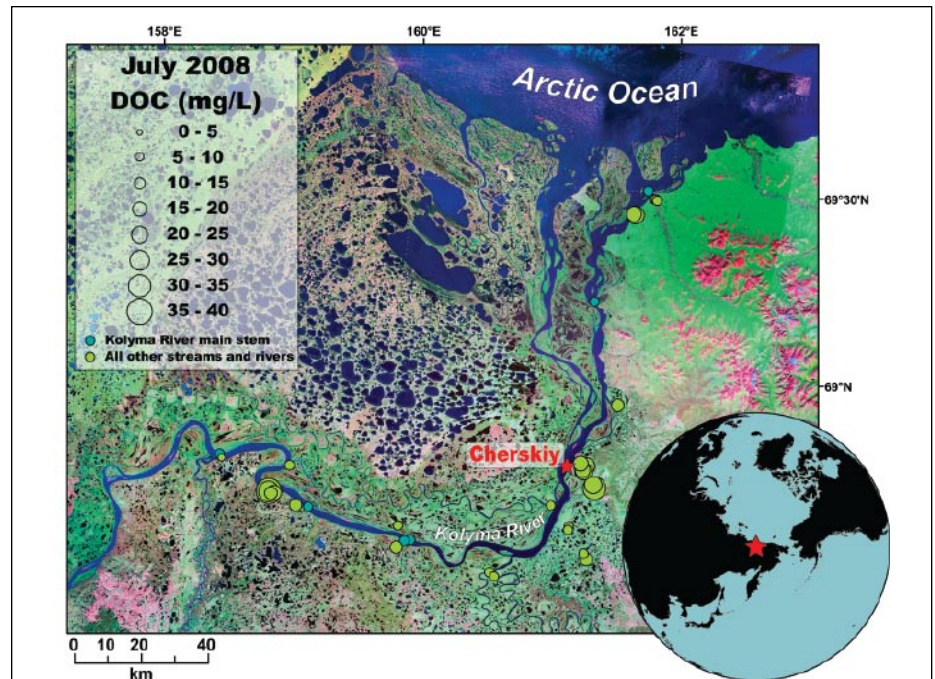 158°E
160°E
162°E
July 2008
DOC (mg/L)
0 - 5
5 - 10
10 - 15
15 - 20
20 - 25
25 - 30
30 - 35
35 - 40
Kolyma River main stem
All other streams and rivers
Arctic Ocean
69°30'N
69°N
Cherskiy
Kolyma River
0 10 20 40
km